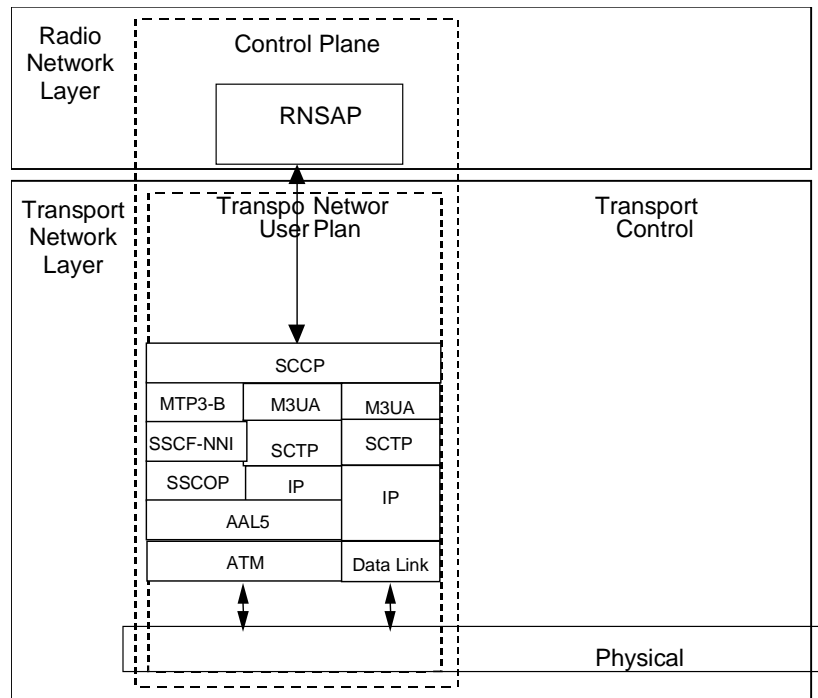 Radio
Network
Layer
Control Plane
RNSAP
Transport
Network
Layer
Transpo Networ
User Plan
Transport
Control
SCCP
MTP3-B
M3UA
M3UA
SSCF-NNI
SCTP
SCTP
SSCOP
IP
IP
AAL5
ATM
Data Link
Physical